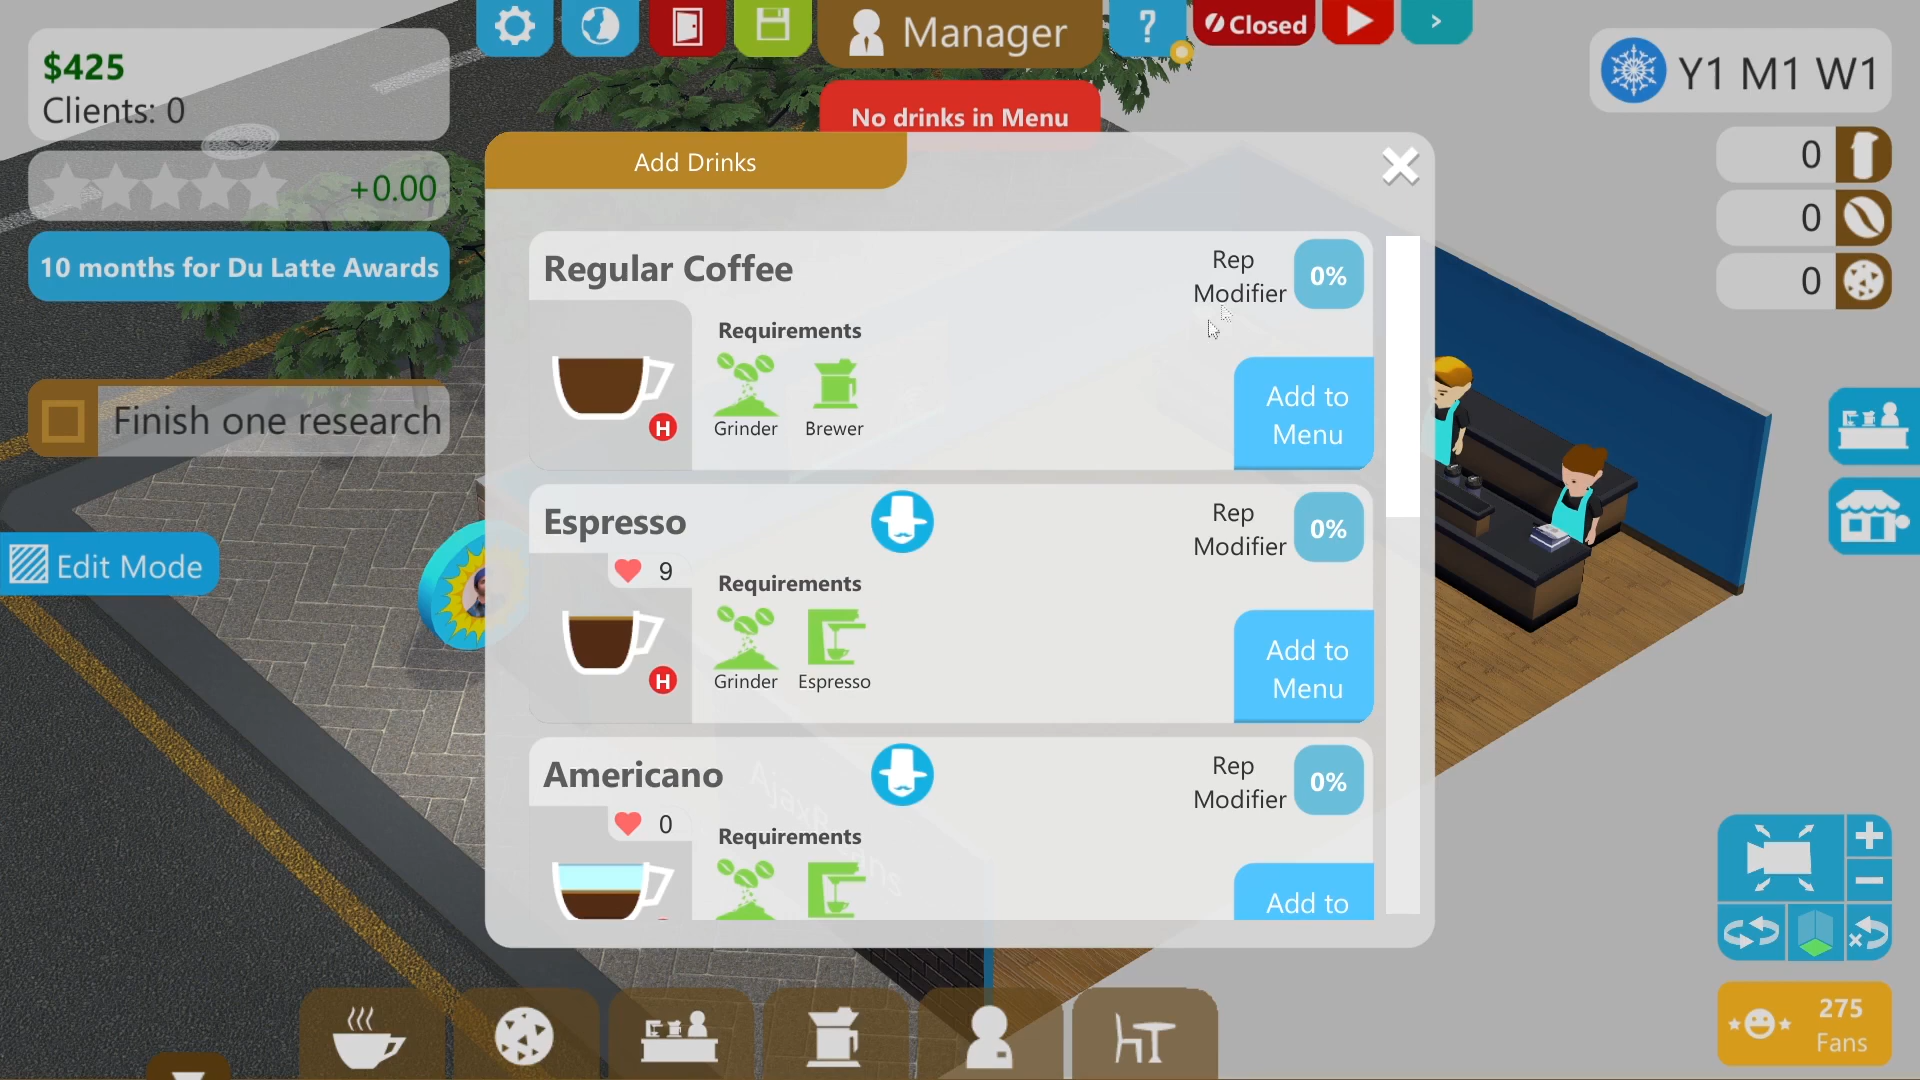 $425
Clients: 0
+0.00
10 months for Du Latte Awards
Finish one research
Edit Mode
Manager
?
Closed
>
No drinks in Menu
Y1 M1 W1
0
0
0
Add Drinks
Regular Coffee
Rep
Modifier
0%
Requirements
H
Grinder
Brewer
Add to
Menu
Espresso
Rep
Modifier
0%
9
Requirements
H
Grinder
Espresso
Add to
Menu
Americano
Rep
Modifier
0%
0
Requirements
Add to
275
Fans